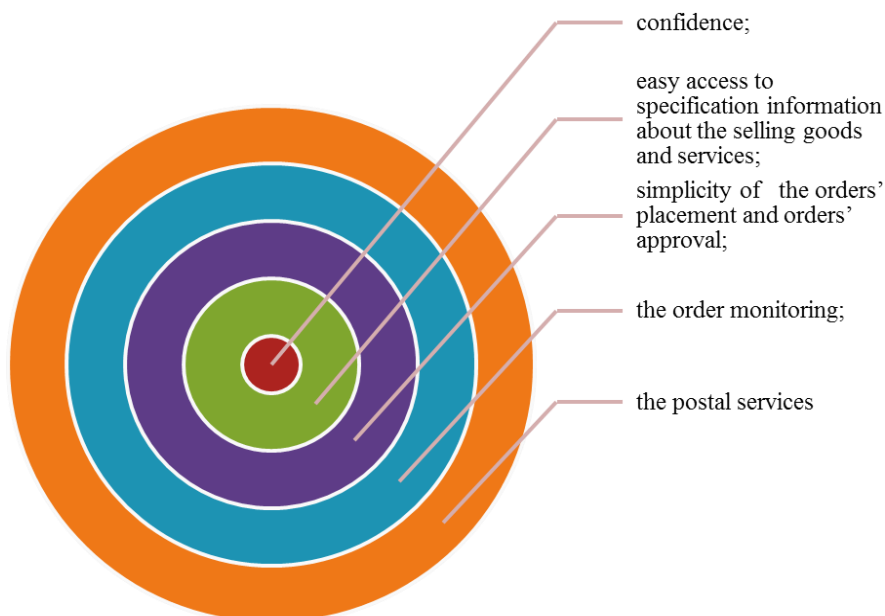 confidence;
easy access to
specification information
about the selling goods
and services;
simplicity of the orders’
placement and orders’
approval;
the order monitoring;
the postal services